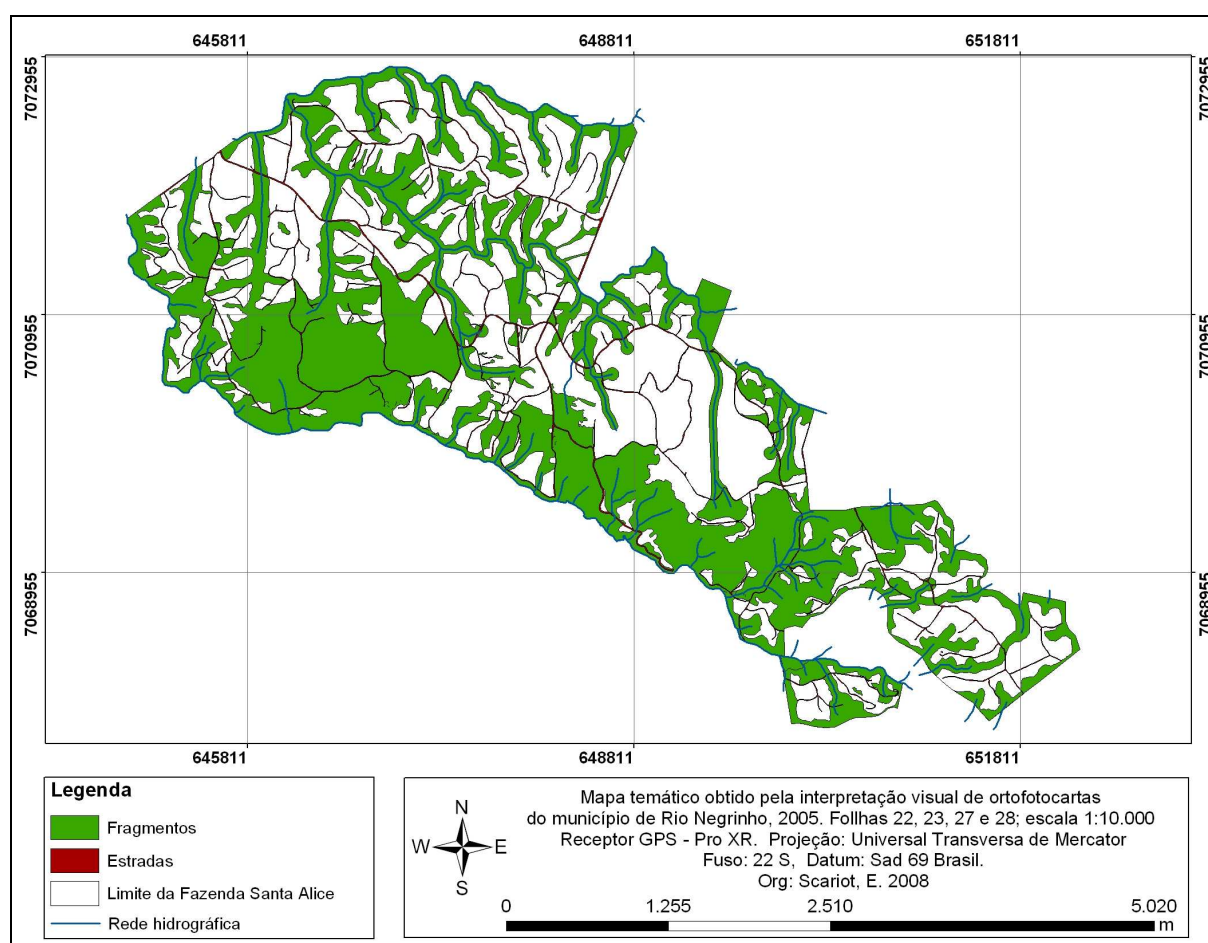 645811
648811
651811
7072955
7072955
7070955
7070955
7068955
7068955
645811
648811
651811
Legenda
Fragmentos
Estradas
Limite da Fazenda Santa Alice
Rede hidrográfica
N
W
E
S
Mapa temático obtido pela interpretação visual de ortofotocartas
do município de Rio Negrinho, 2005. Follhas 22, 23, 27 e 28; escala 1:10.000
Receptor GPS - Pro XR. Projeção: Universal Transversa de Mercator
Fuso: 22 S, Datum: Sad 69 Brasil.
Org: Scariot, E. 2008
0 1.255 2.510 5.020
m